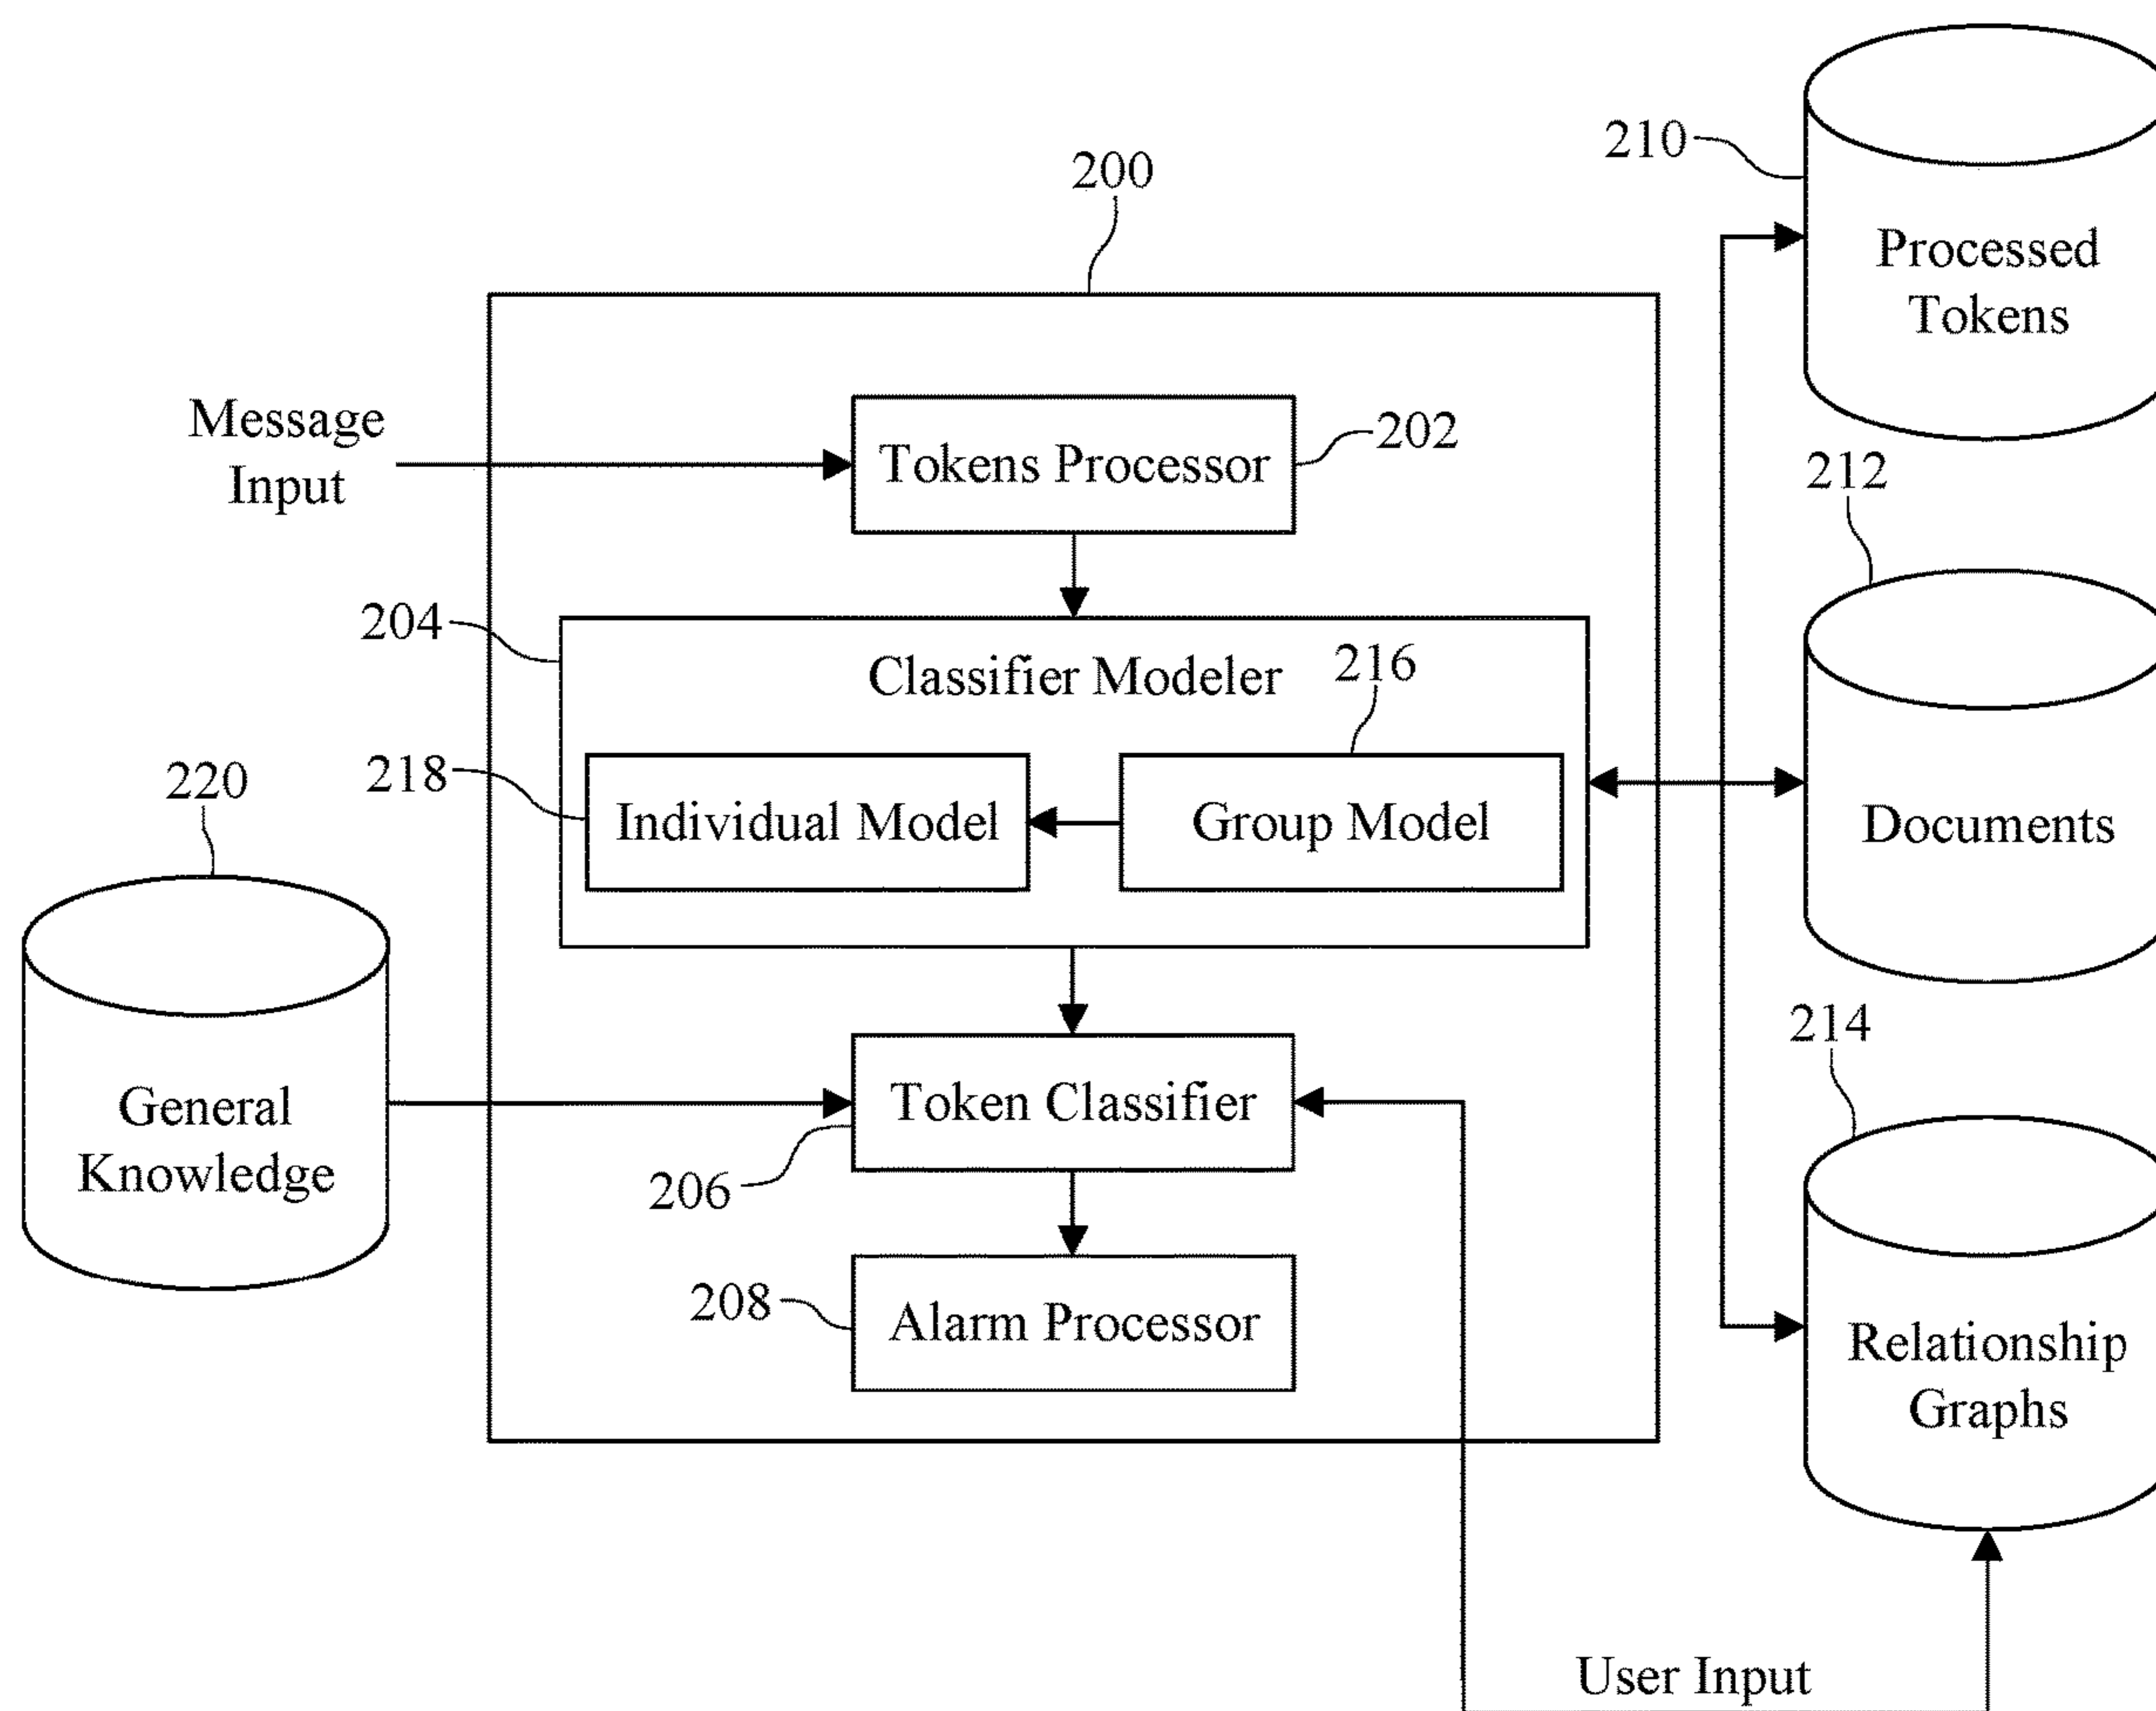 200
210
Processed
Tokens
Message
Input
Tokens Processor
202
212
204
Classifier Modeler
216
218
Individual Model
Group Model
Documents
220
General
Knowledge
214
Token Classifier
206
208
Alarm Processor
Relationship
Graphs
User Input